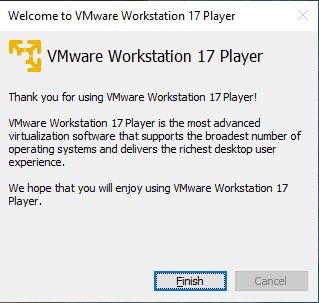 Welcome to VMware Workstation 17 Player
VMware Workstation 17 Player
Thank you for using VMware Workstation 17 Player!
VMware Workstation 17 Player is the most advanced
virtualization software that supports the broadest number of
operating systems and delivers the richest desktop user
experience.
We hope that you will enjoy using VMware Workstation 17
Player.
Finish
Cancel